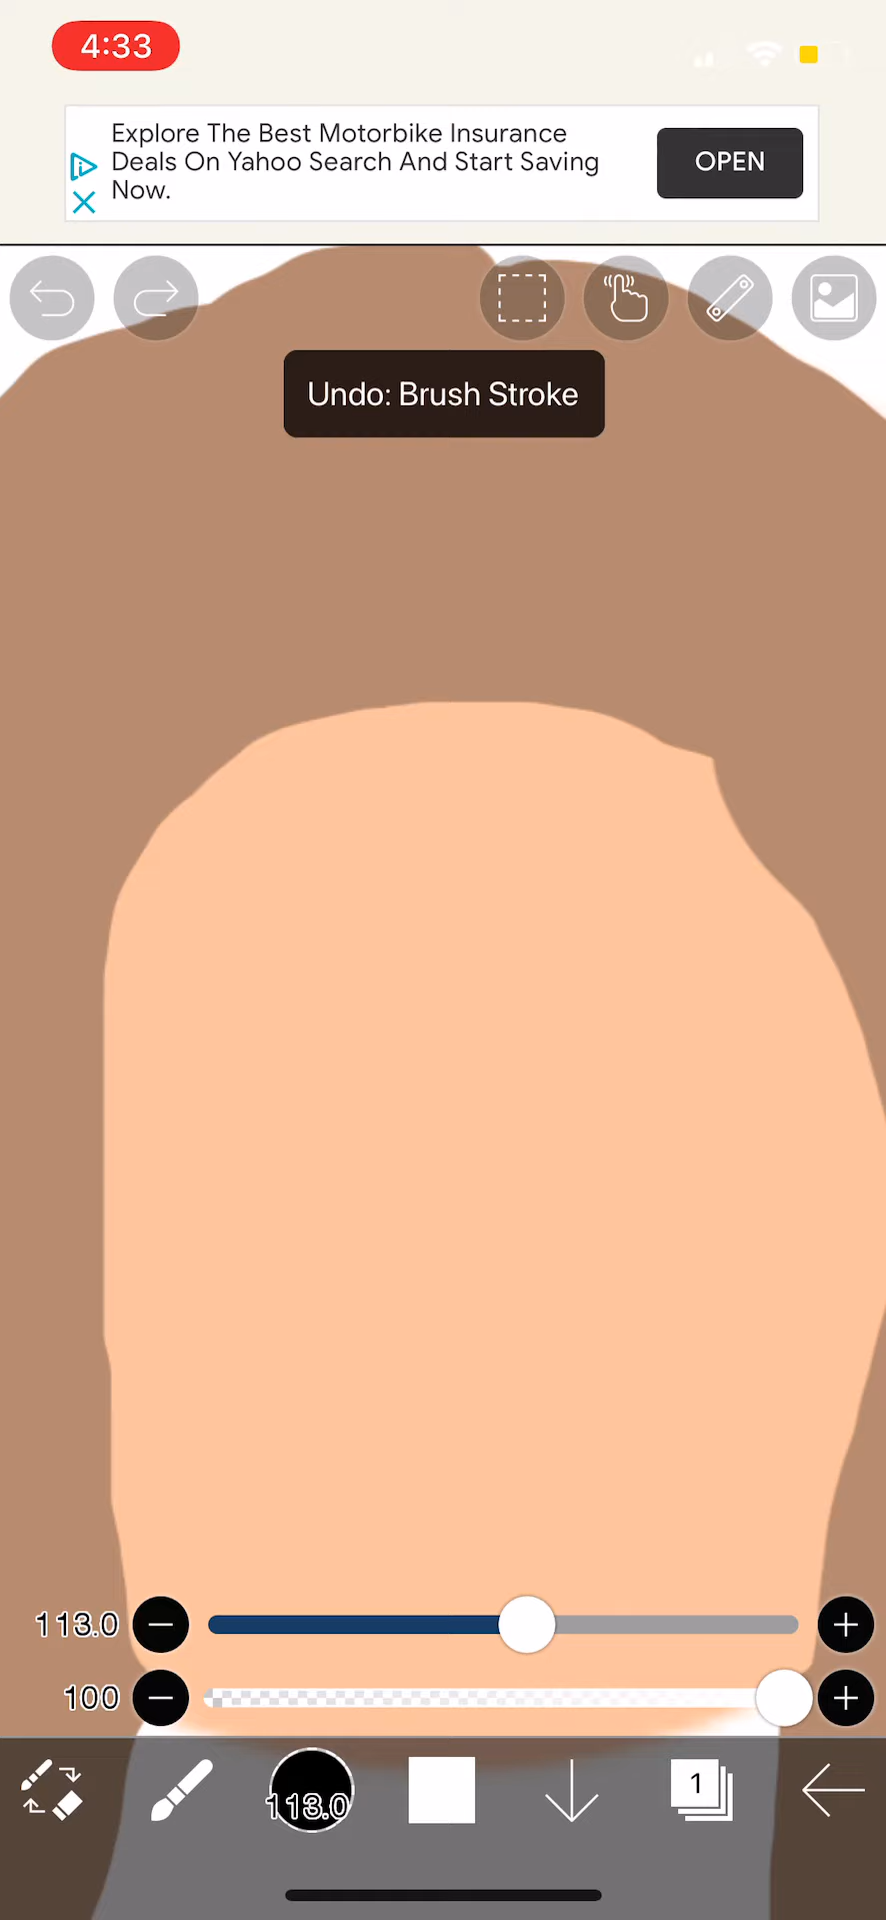 4:33
Explore The Best Motorbike Insurance
Deals On Yahoo Search And Start Saving
Now.
OPEN
Undo: Brush Stroke
113.0
100
113.0
1